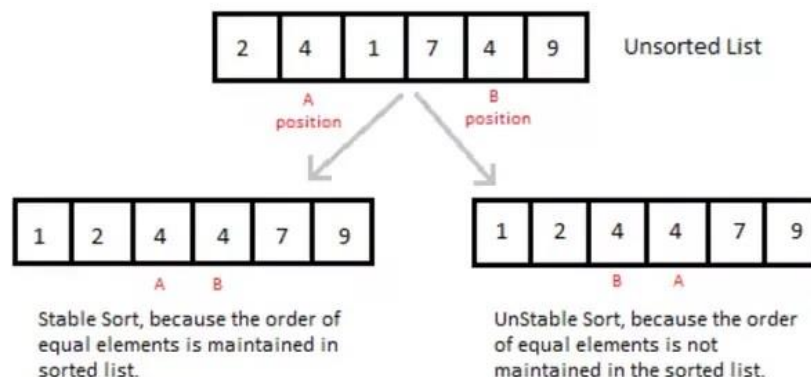 2 4 1 7 4 9 Unsorted List
A B
position position
1 2 4 4 7 9
A B
Stable Sort, because the order of
equal elements is maintained in
sorted list.
1 2 4 4 7 9
B A
UnStable Sort, because the order
of equal elements is not
maintained in the sorted list.